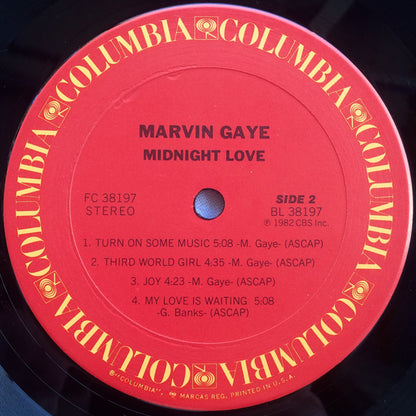 COLUMBIA COLUMBIA COLUMBIA COLUMBIA COLUMBIA COLUMBIA
MARVIN GAYE
MIDNIGHT LOVE
FC 38197
STEREO
SIDE 2
BL 38197
℗ 1982 CBS Inc.
1. TURN ON SOME MUSIC 5:08 -M. Gaye- (ASCAP)
2. THIRD WORLD GIRL 4:35 -M. Gaye- (ASCAP)
3. JOY 4:23 -M. Gaye- (ASCAP)
4. MY LOVE IS WAITING 5:08
-G. Banks- (ASCAP)
®"COLUMBIA", MARCAS REG. PRINTED IN U.S.A.